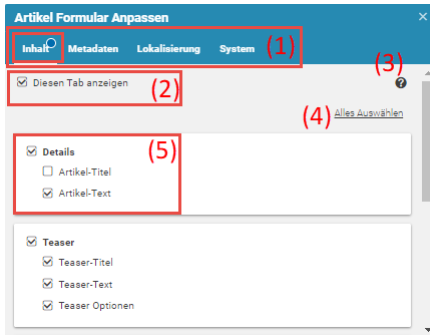 Artikel Formular Anpassen ×
Inhalt Metadaten Lokalisierung System (1)
(3)
Diesen Tab anzeigen (2) ?
(4) Alles Auswählen
Details (5)
Artikel-Titel
Artikel-Text
Teaser
Teaser-Titel
Teaser-Text
Teaser Optionen